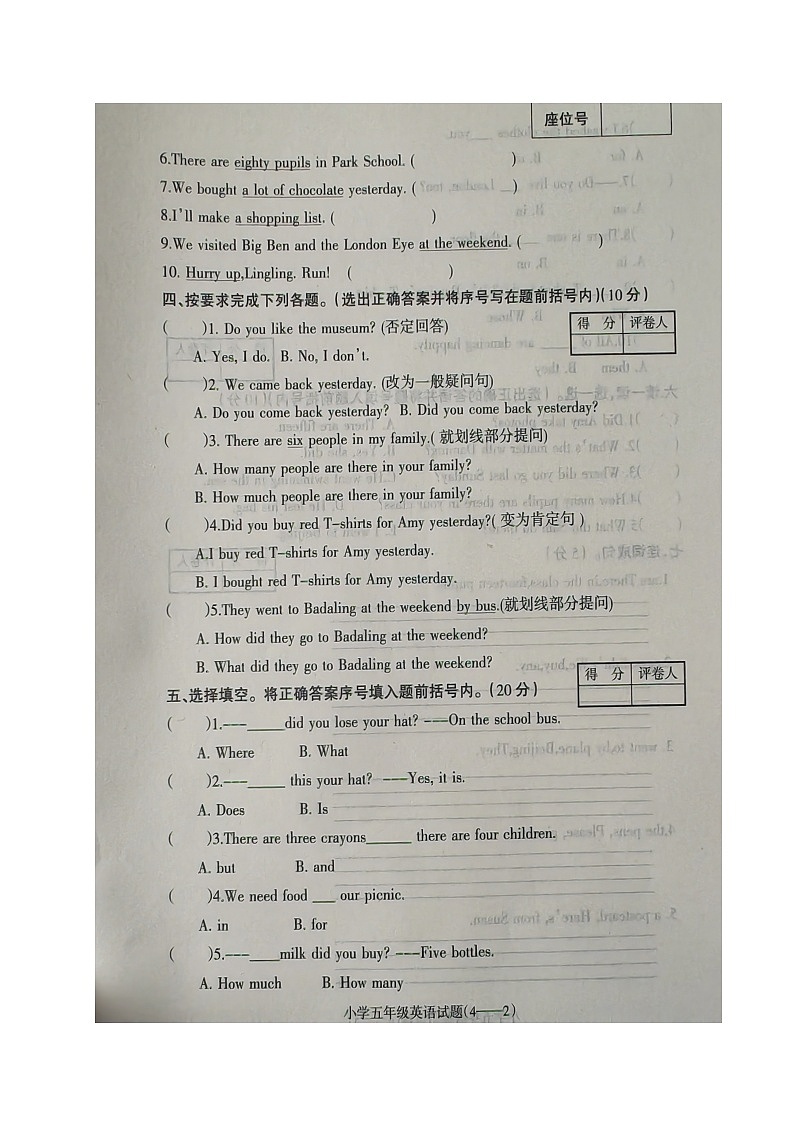 座位号
6.There are eighty pupils in Park School. ( )
7.We bought a lot of chocolate yesterday. ( )
8.I'll make a shopping list. ( )
9.We visited Big Ben and the London Eye at the weekend. ( )
10. Hurry up,Lingling. Run! ( )
四、按要求完成下列各题。(选出正确答案并将序号写在题前括号内)(10 分)
得 分 评卷人
( )1. Do you like the museum? (否定回答)
A. Yes, I do. B. No, I don't.
( )2. We came back yesterday. (改为一般疑问句)
A. Do you come back yesterday? B. Did you come back yesterday?
( )3. There are six people in my family.( 就划线部分提问)
A. How many people are there in your family?
B. How much people are there in your family?
( )4.Did you buy red T-shirts for Amy yesterday?( 变为肯定句 )
A.I buy red T-shirts for Amy yesterday.
B. I bought red T-shirts for Amy yesterday.
( )5.They went to Badaling at the weekend by bus.(就划线部分提问)
A. How did they go to Badaling at the weekend?
B. What did they go to Badaling at the weekend?
得 分 评卷人
五、选择填空。将正确答案序号填入题前括号内。(20 分)
( )1.---_____did you lose your hat? ---On the school bus.
A. Where B. What
( )2.---_____ this your hat? ---Yes, it is.
A. Does B. Is
( )3.There are three crayons______ there are four children.
A. but B. and
( )4.We need food ___ our picnic.
A. in B. for
( )5.---____milk did you buy? ---Five bottles.
A. How much B. How many
小学五年级英语试题(4——2)